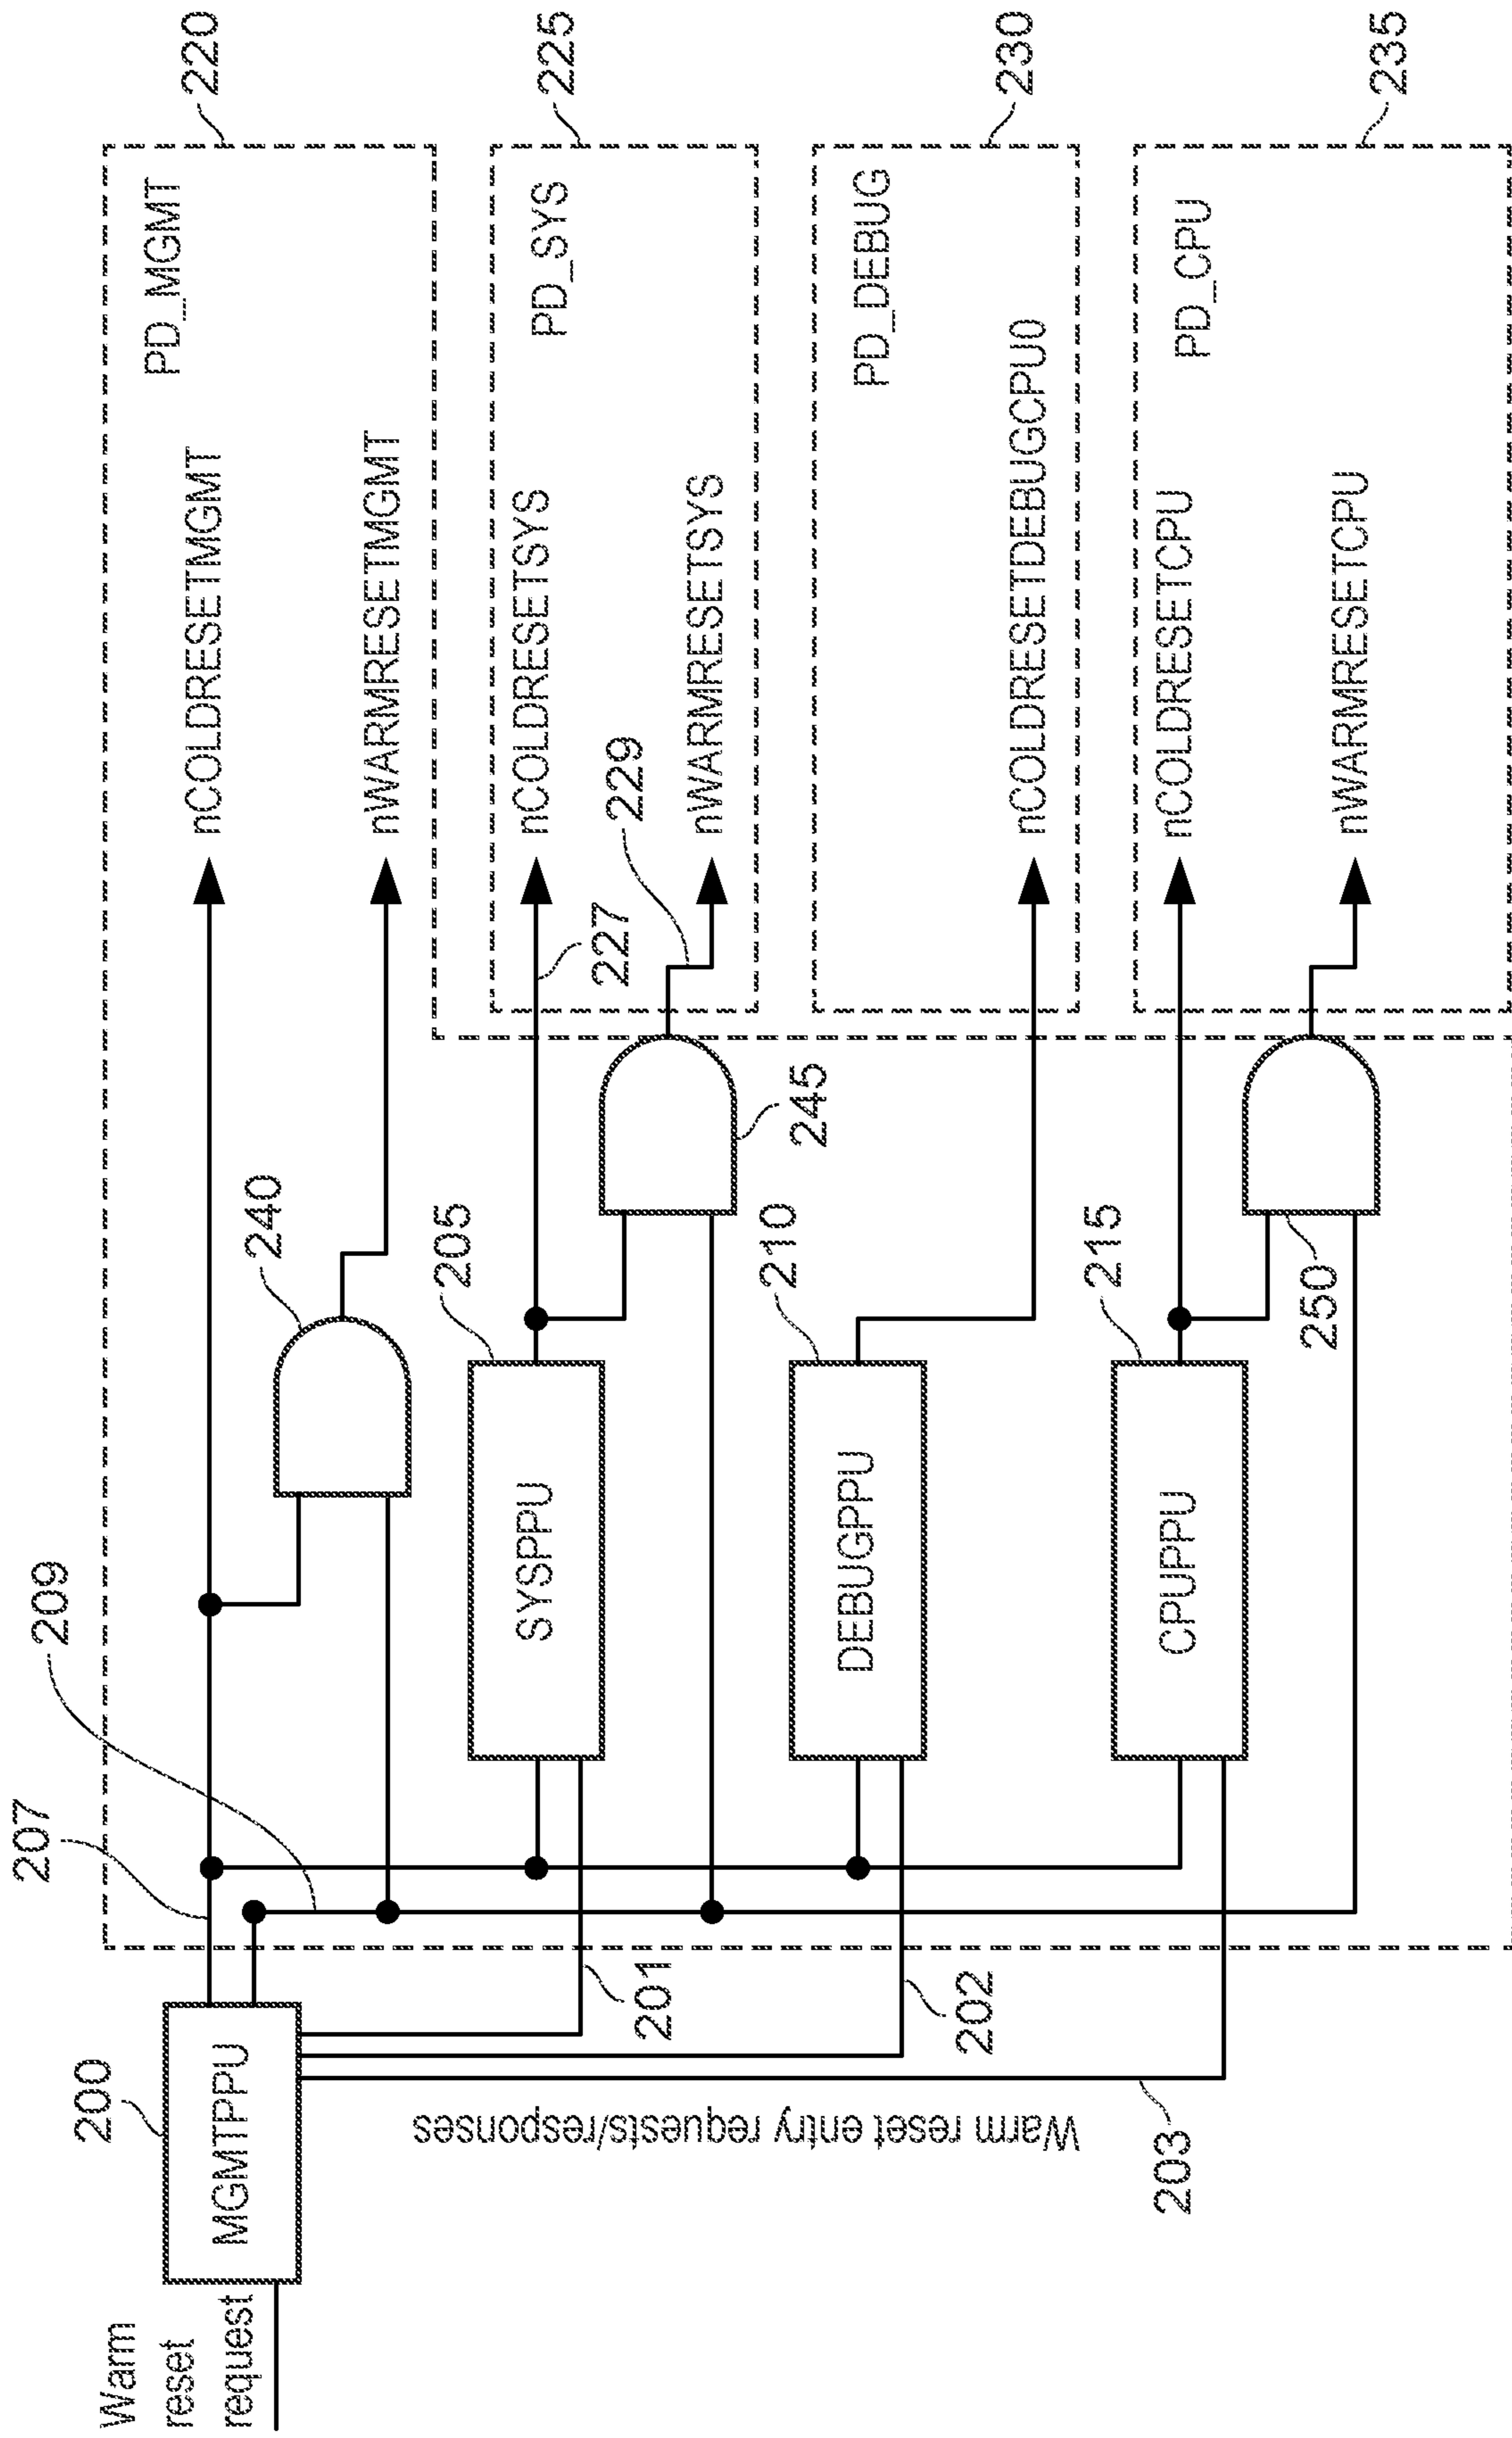 Warm
reset
request
200
MGMTPPU
Warm reset entry requests/responses
201
202
203
207
209
240
205
SYSPPU
210
DEBUGPPU
215
CPUPPU
245
250
227
229
nCOLDRESETMGMT
nWARMRESETMGMT
PD_MGMT
220
nCOLDRESETSYS
nWARMRESETSYS
PD_SYS
225
nCOLDRESETDEBUGCPU0
PD_DEBUG
230
nCOLDRESETCPU
nWARMRESETCPU
PD_CPU
235